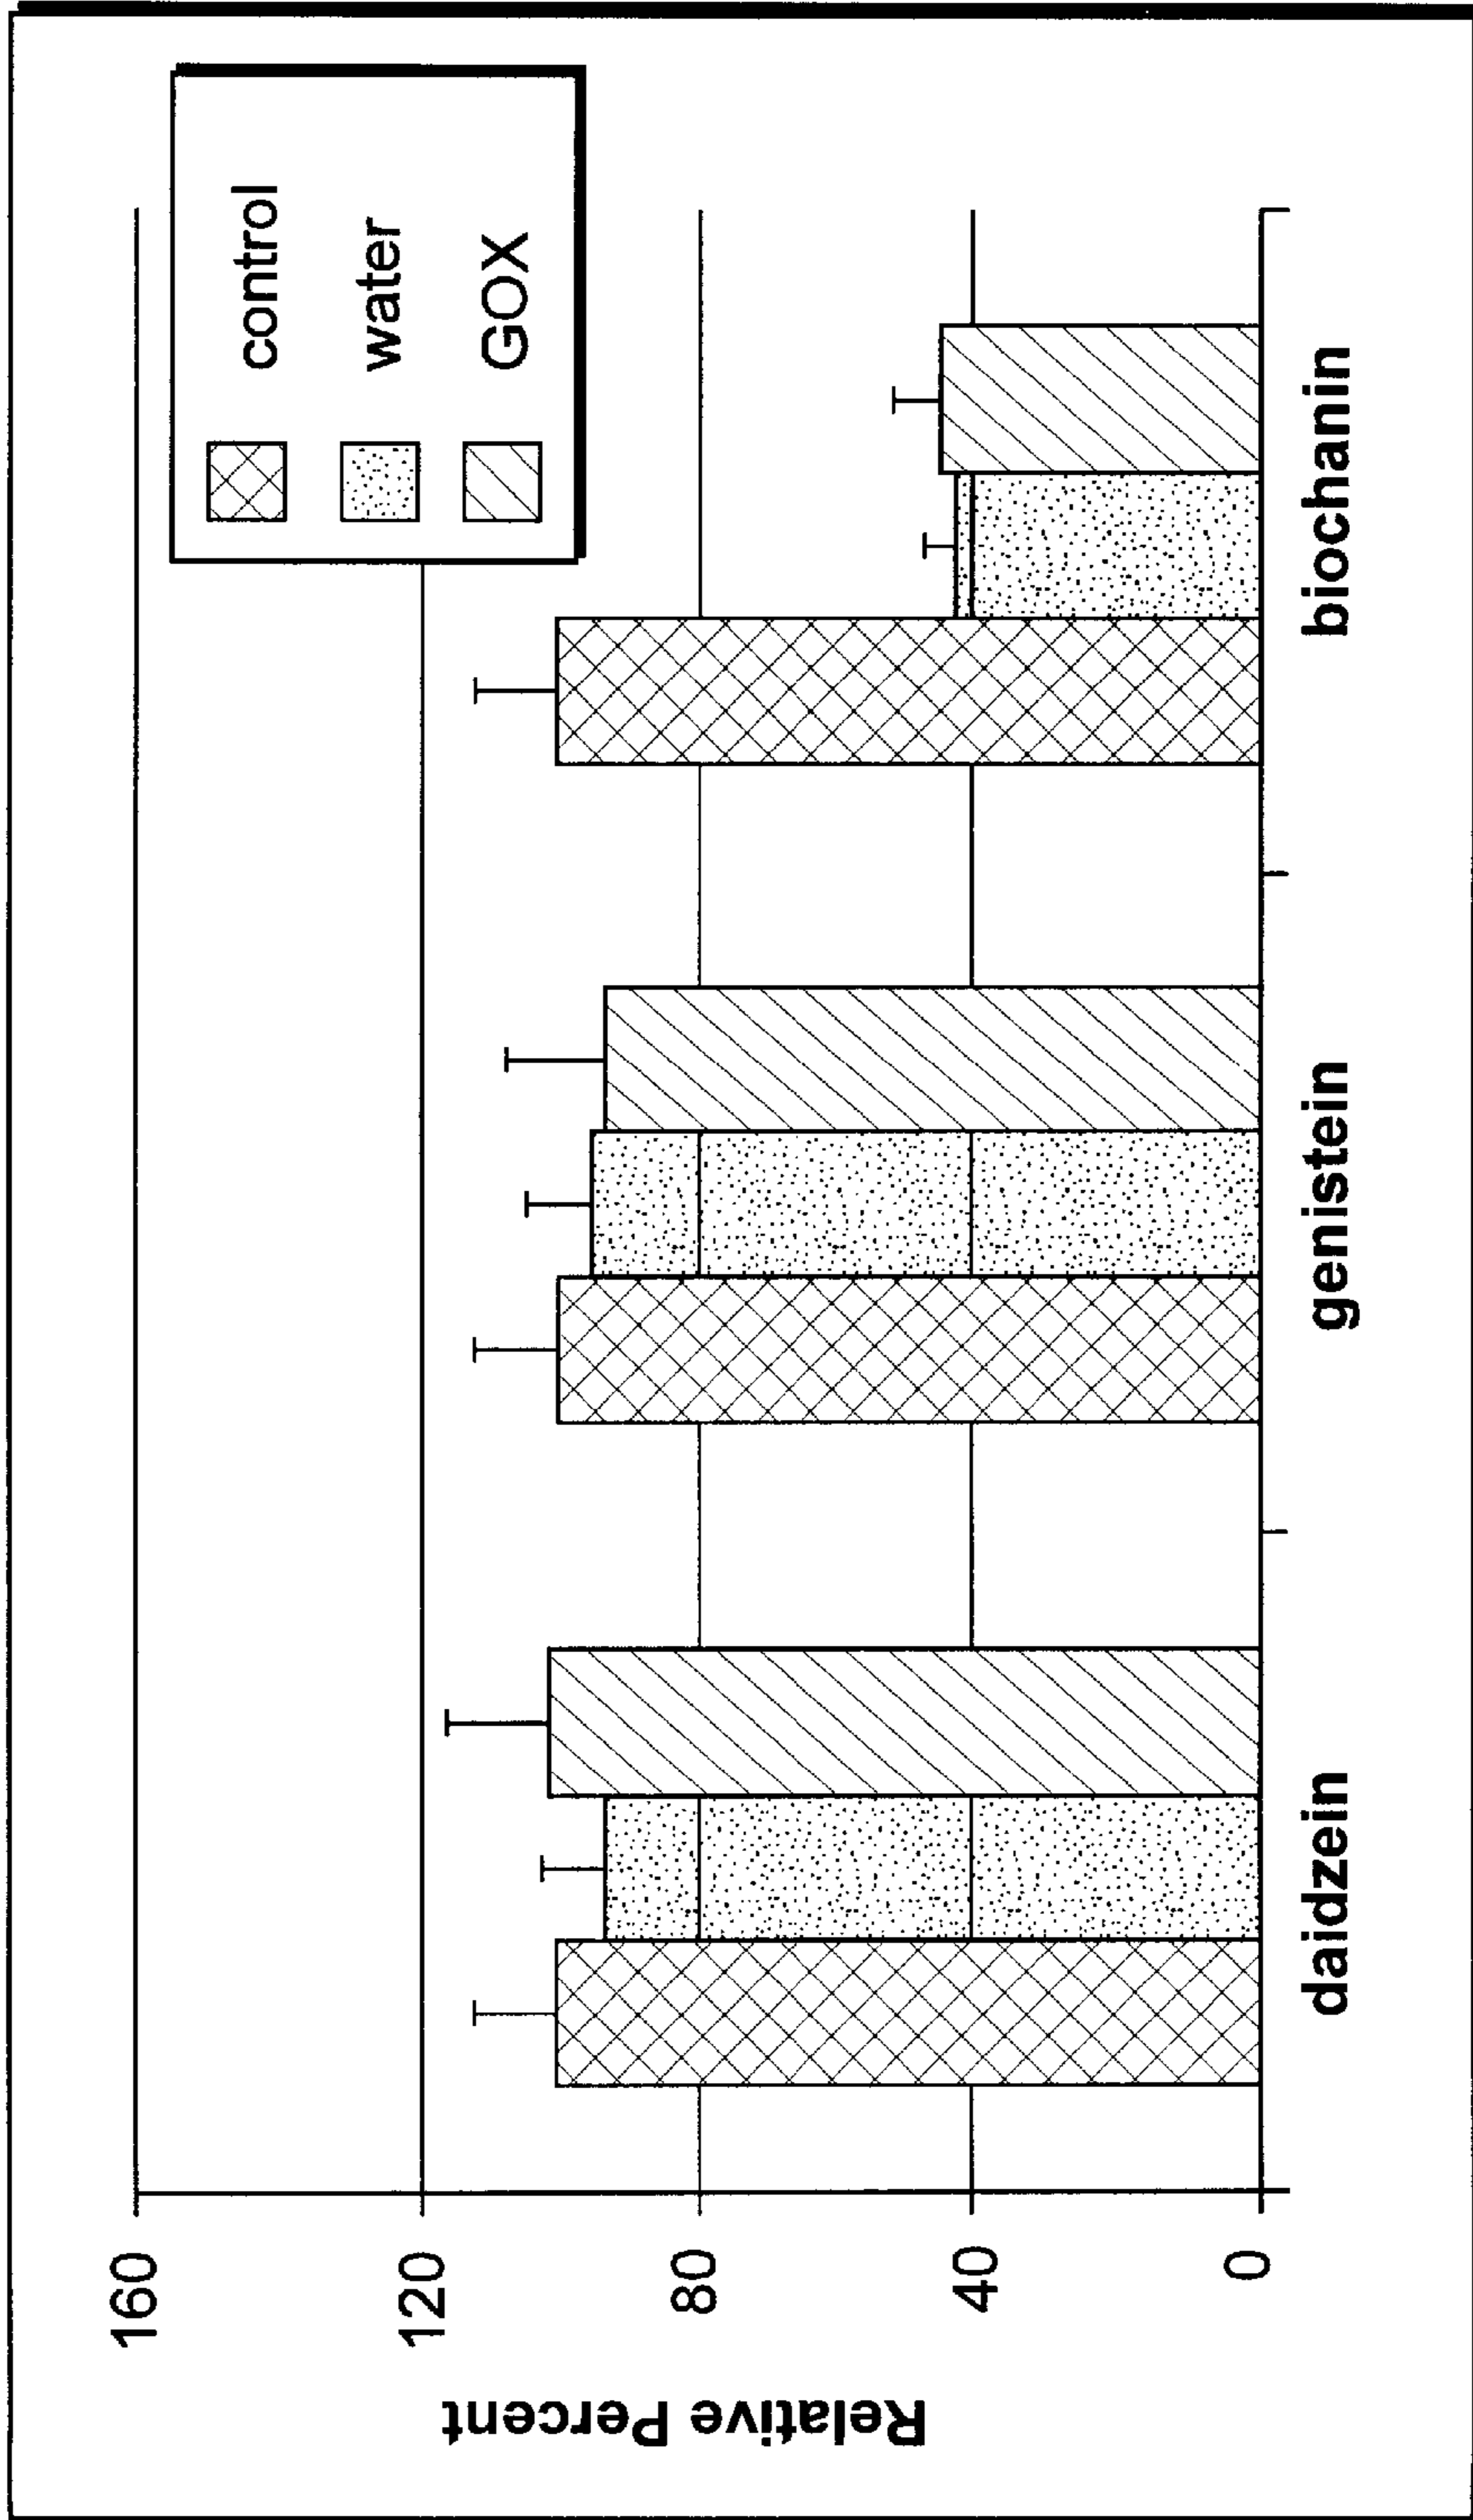 Relative Percent
160
120
80
40
0
control
water
GOX
daidzein
genistein
biochanin